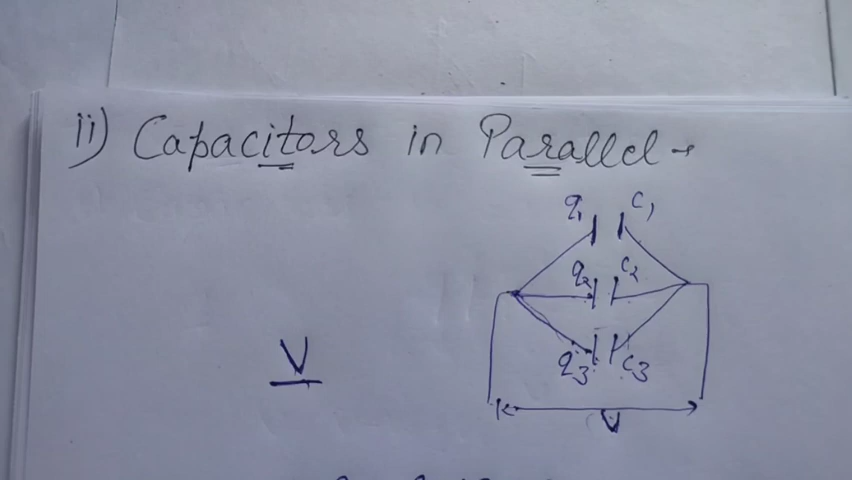 ii) Capacitors in Parallel →
q₁ C₁
q₂ C₂
V
q₃ C₃
V